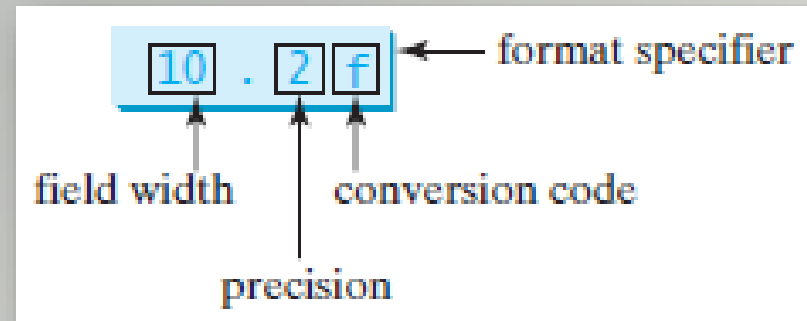 10 . 2 f format specifier
field width conversion code
precision